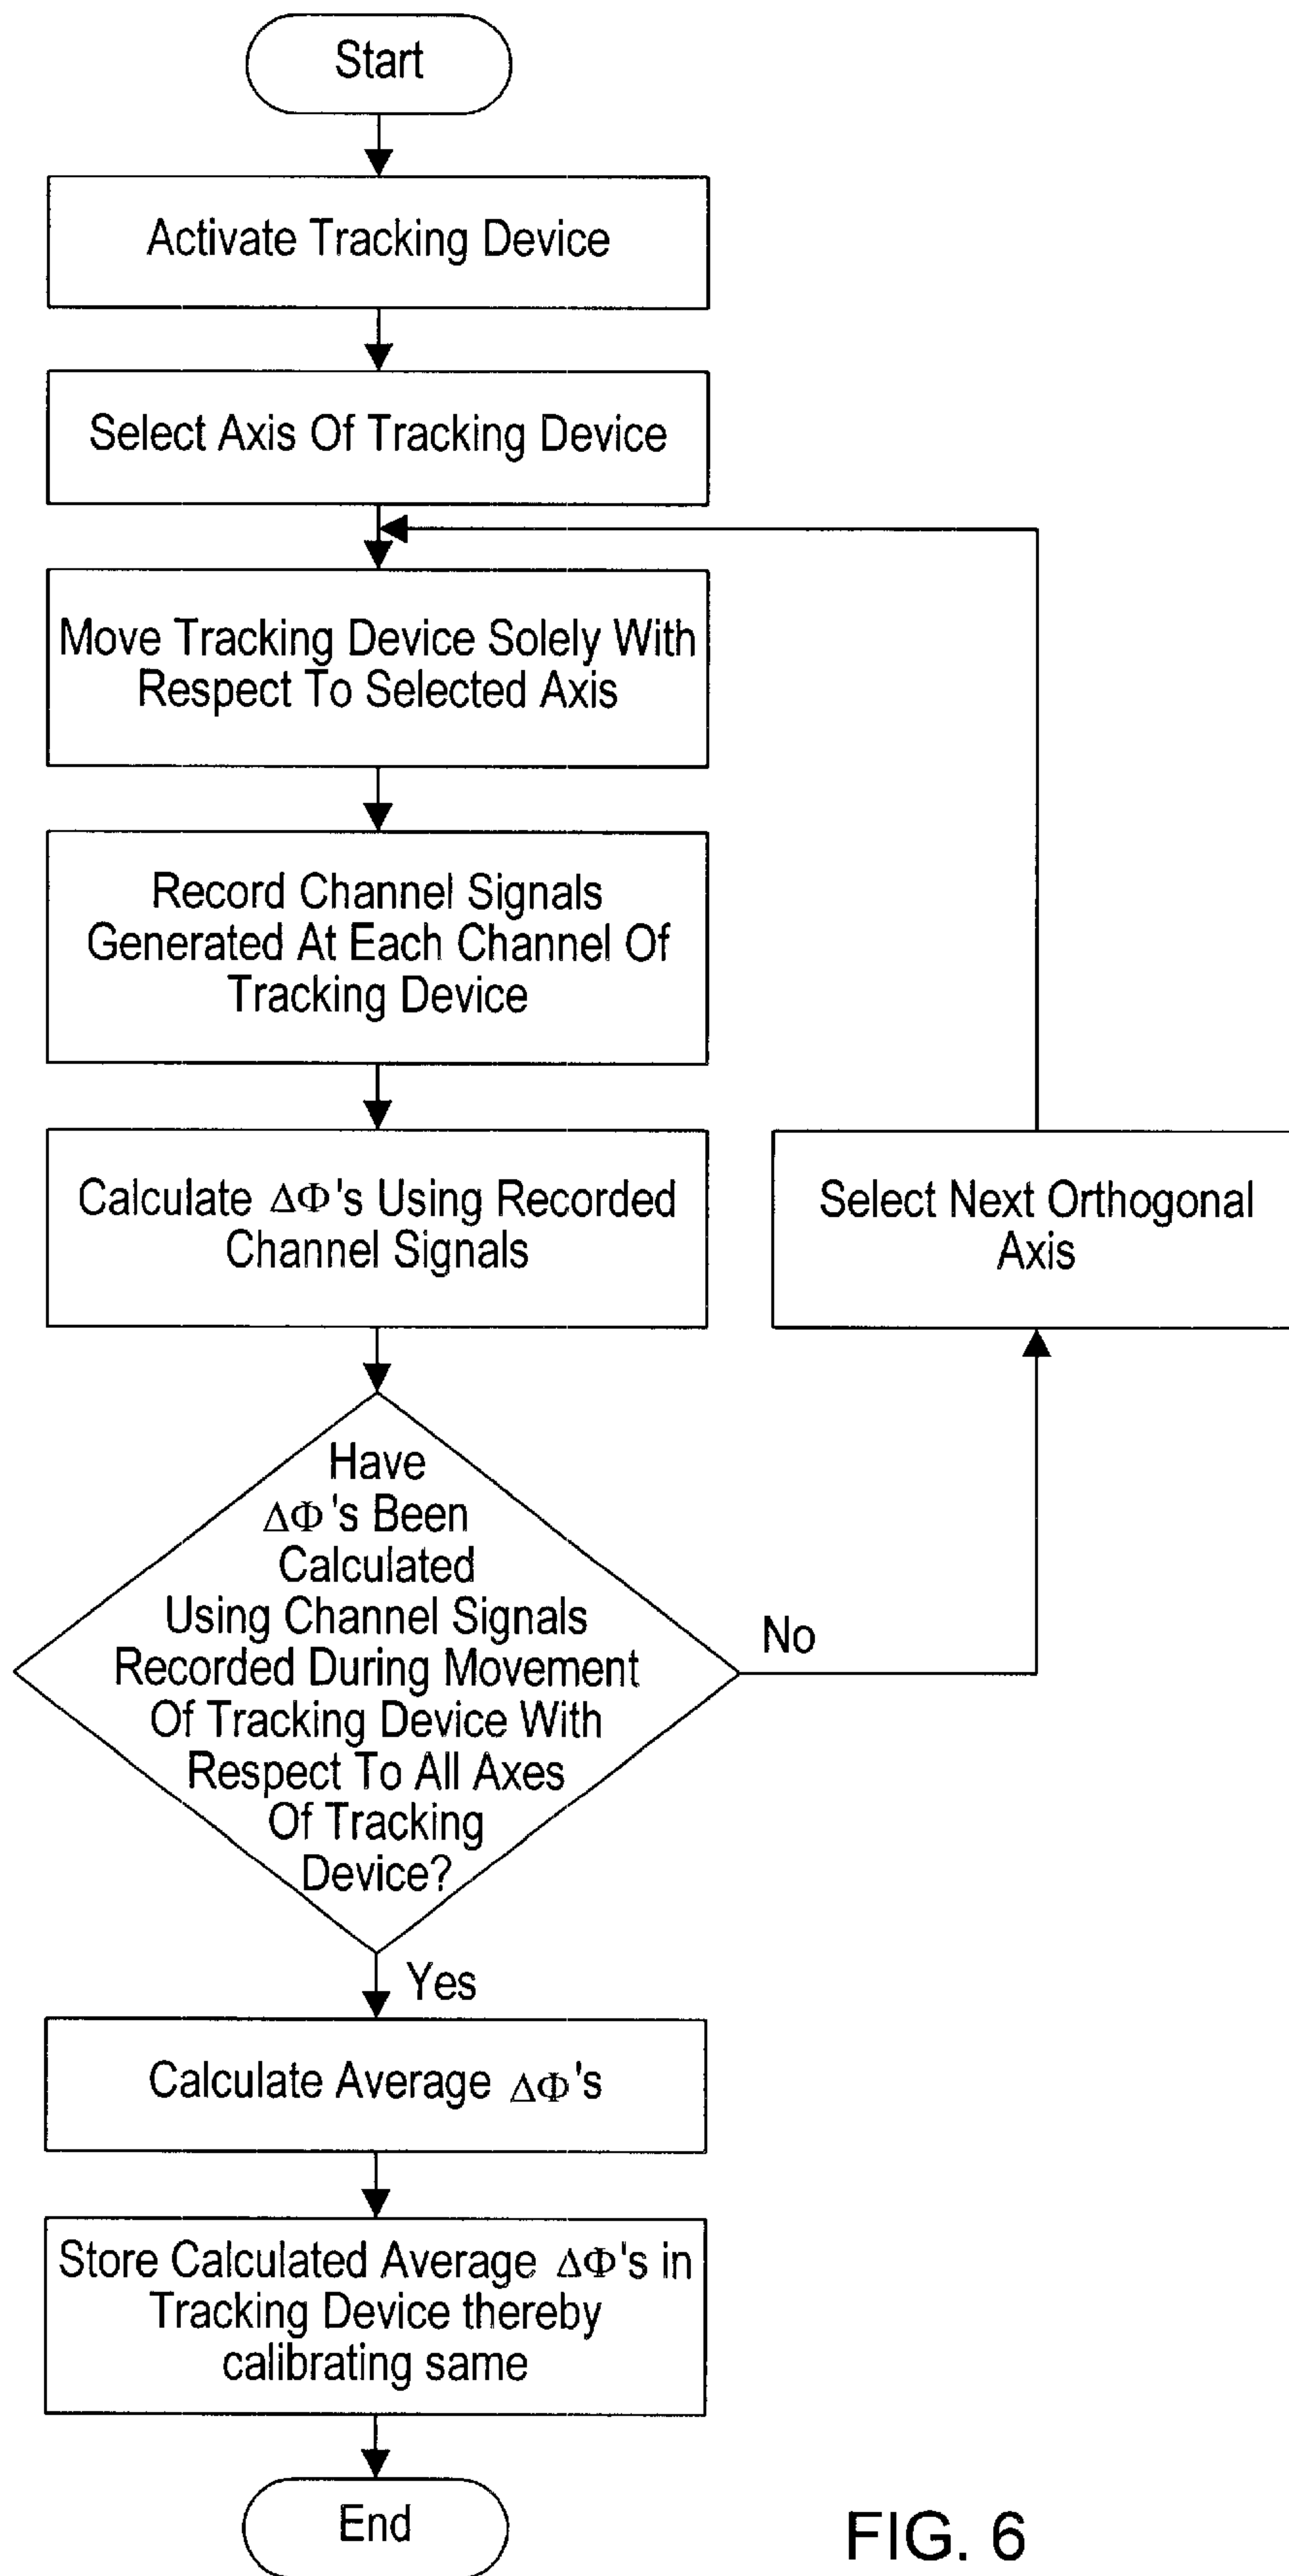 Start
Activate Tracking Device
Select Axis Of Tracking Device
Move Tracking Device Solely With
Respect To Selected Axis
Record Channel Signals
Generated At Each Channel Of
Tracking Device
Calculate ΔΦ's Using Recorded
Channel Signals
Select Next Orthogonal
Axis
Have
ΔΦ's Been
Calculated
Using Channel Signals
Recorded During Movement
Of Tracking Device With
Respect To All Axes
Of Tracking
Device?
No
Yes
Calculate Average ΔΦ's
Store Calculated Average ΔΦ's in
Tracking Device thereby
calibrating same
End
FIG. 6